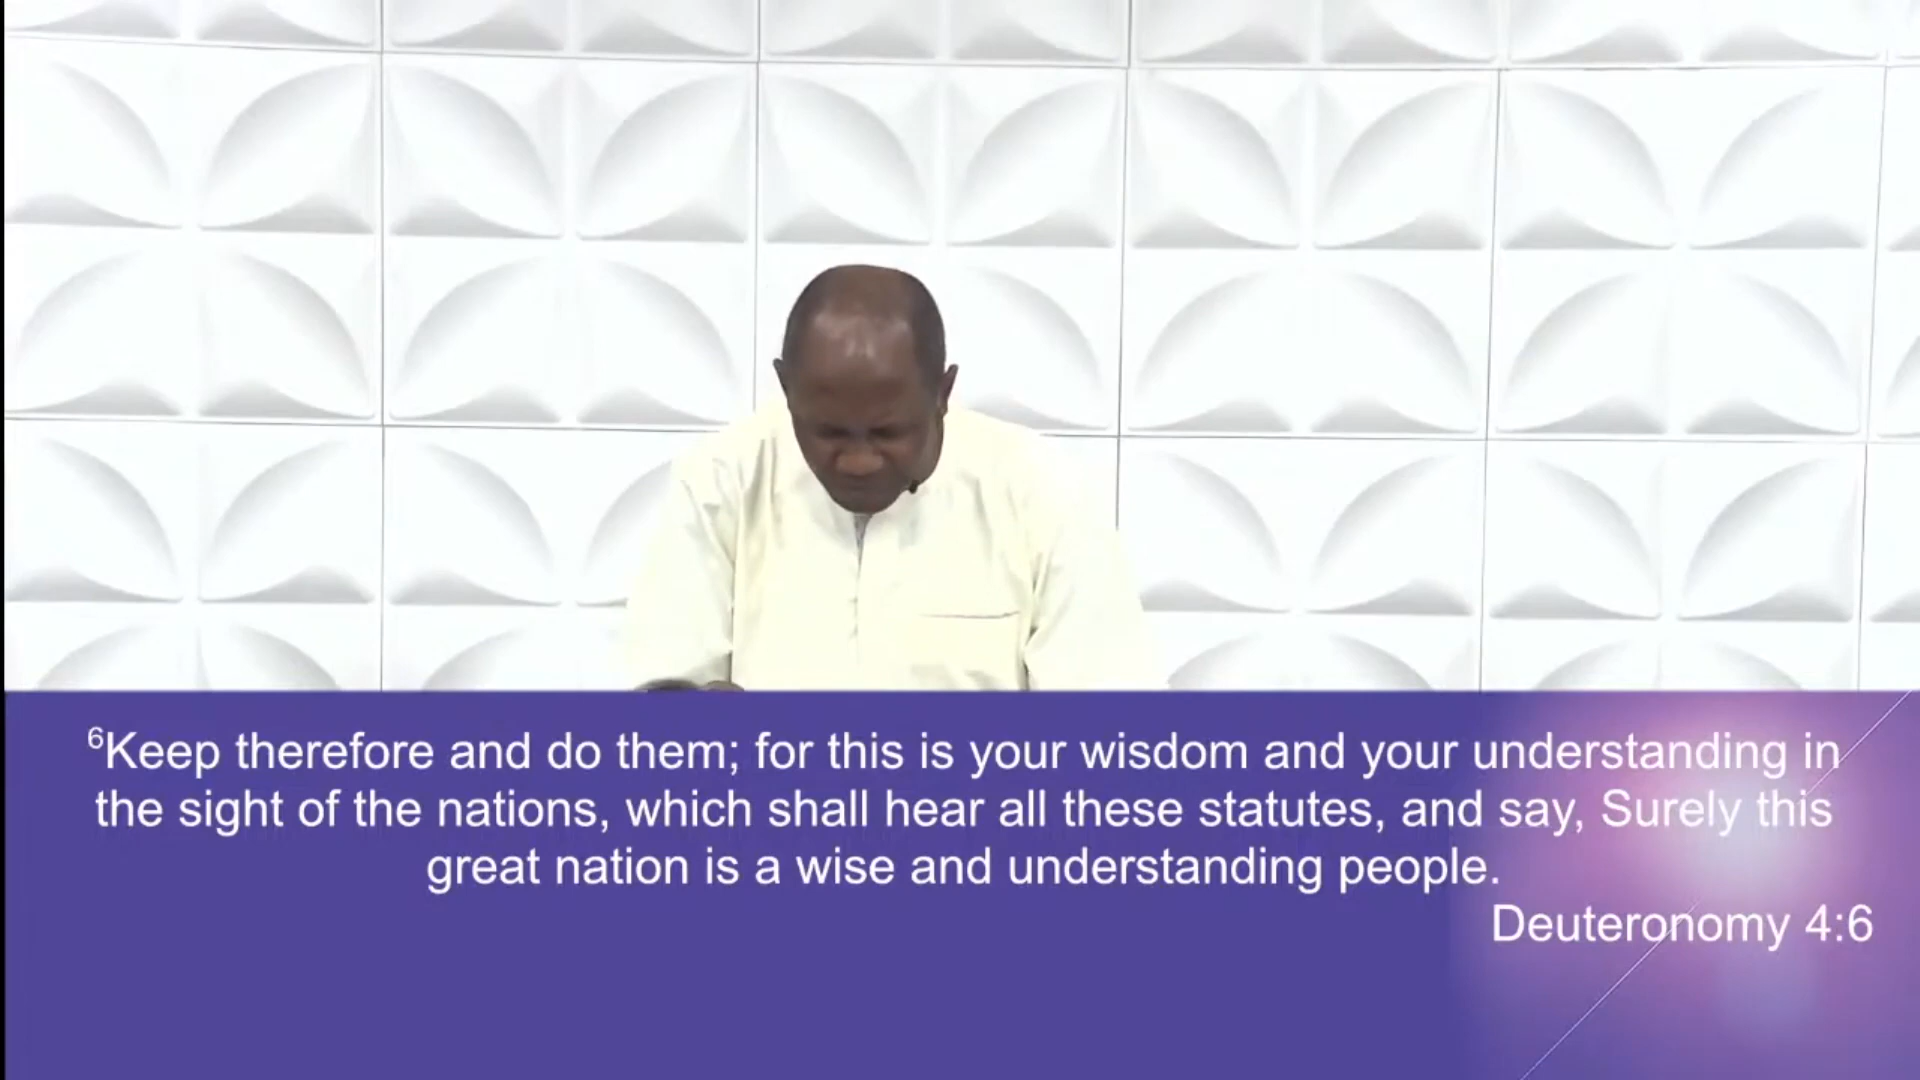 ⁶Keep therefore and do them; for this is your wisdom and your understanding in
the sight of the nations, which shall hear all these statutes, and say, Surely this
great nation is a wise and understanding people.
Deuteronomy 4:6